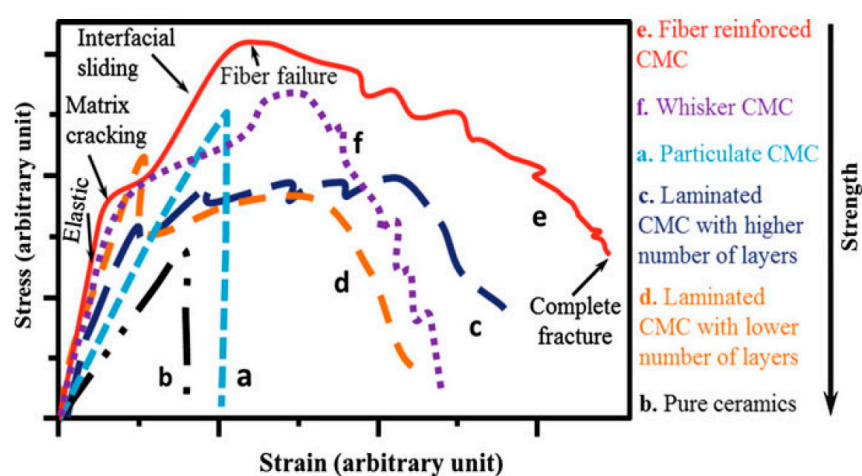 Interfacial
sliding
Fiber failure
Matrix
cracking
Elastic
f
e
d
c
b
a
Complete
fracture
Stress (arbitrary unit)
Strain (arbitrary unit)
e. Fiber reinforced
CMC
f. Whisker CMC
a. Particulate CMC
c. Laminated
CMC with higher
number of layers
d. Laminated
CMC with lower
number of layers
b. Pure ceramics
Strength